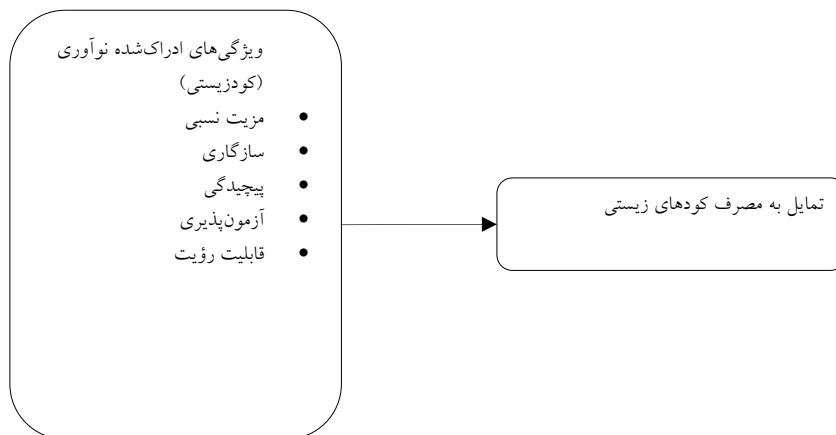 ویژگی‌های ادراک‌شده نوآوری
(کودزیستی)
• مزیت نسبی
• سازگاری
• پیچیدگی
• آزمون‌پذیری
• قابلیت رؤیت
تمایل به مصرف کودهای زیستی